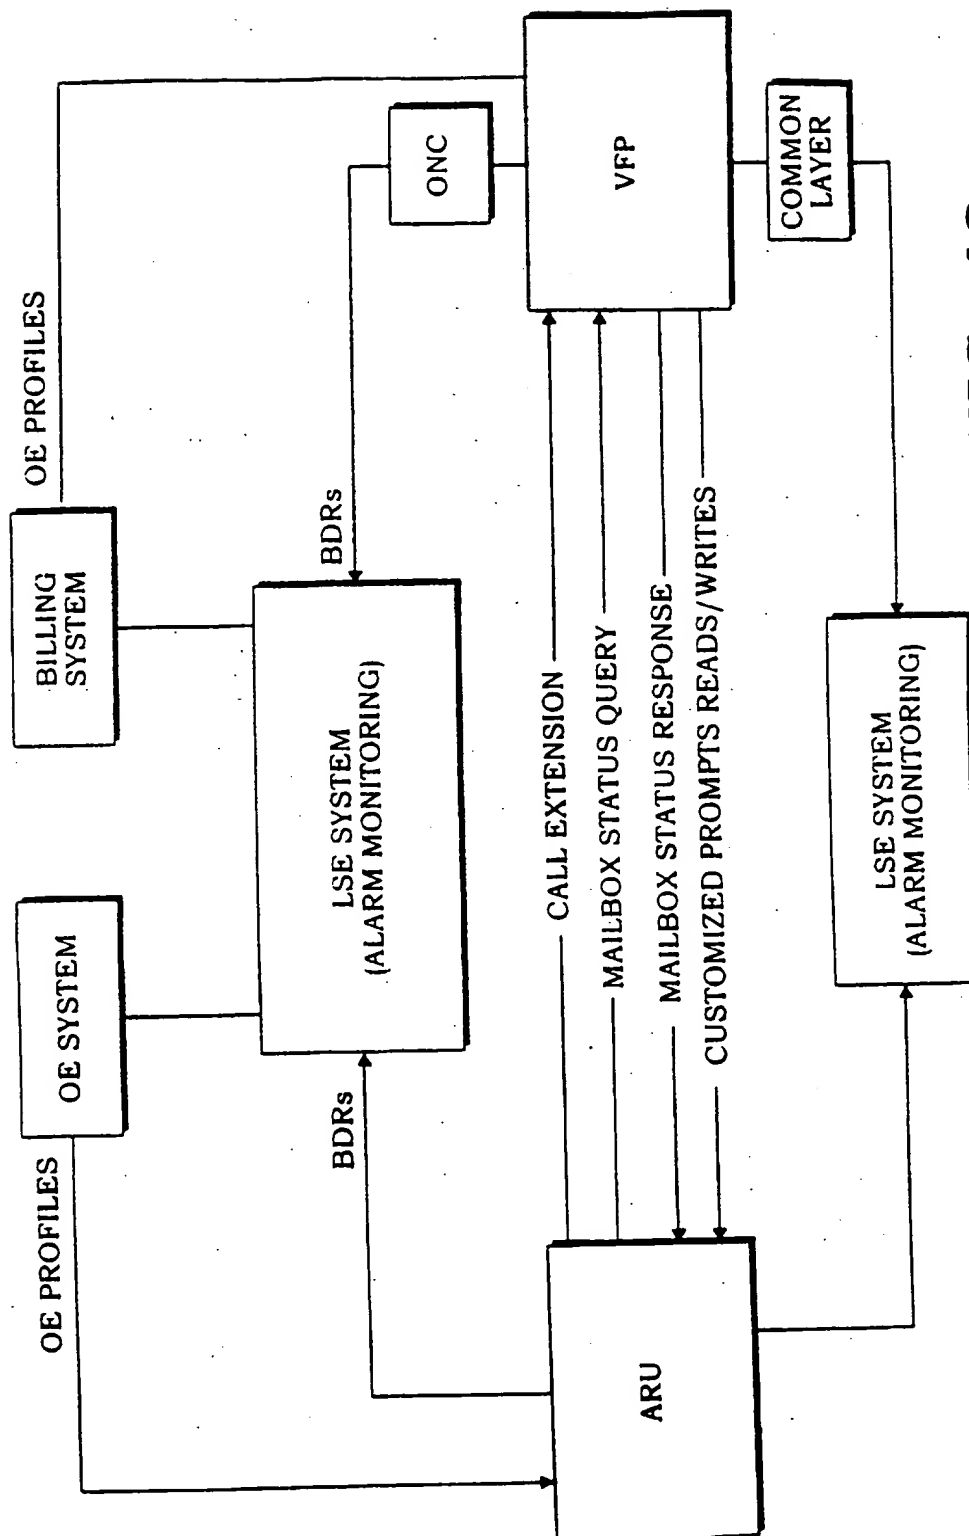 OE PROFILES
OE SYSTEM
BILLING
SYSTEM
OE PROFILES
BDRs
LSE SYSTEM
(ALARM MONITORING)
BDRs
ONC
ARU
CALL EXTENSION
MAILBOX STATUS QUERY
MAILBOX STATUS RESPONSE
CUSTOMIZED PROMPTS READS/WRITES
VFP
COMMON
LAYER
LSE SYSTEM
(ALARM MONITORING)